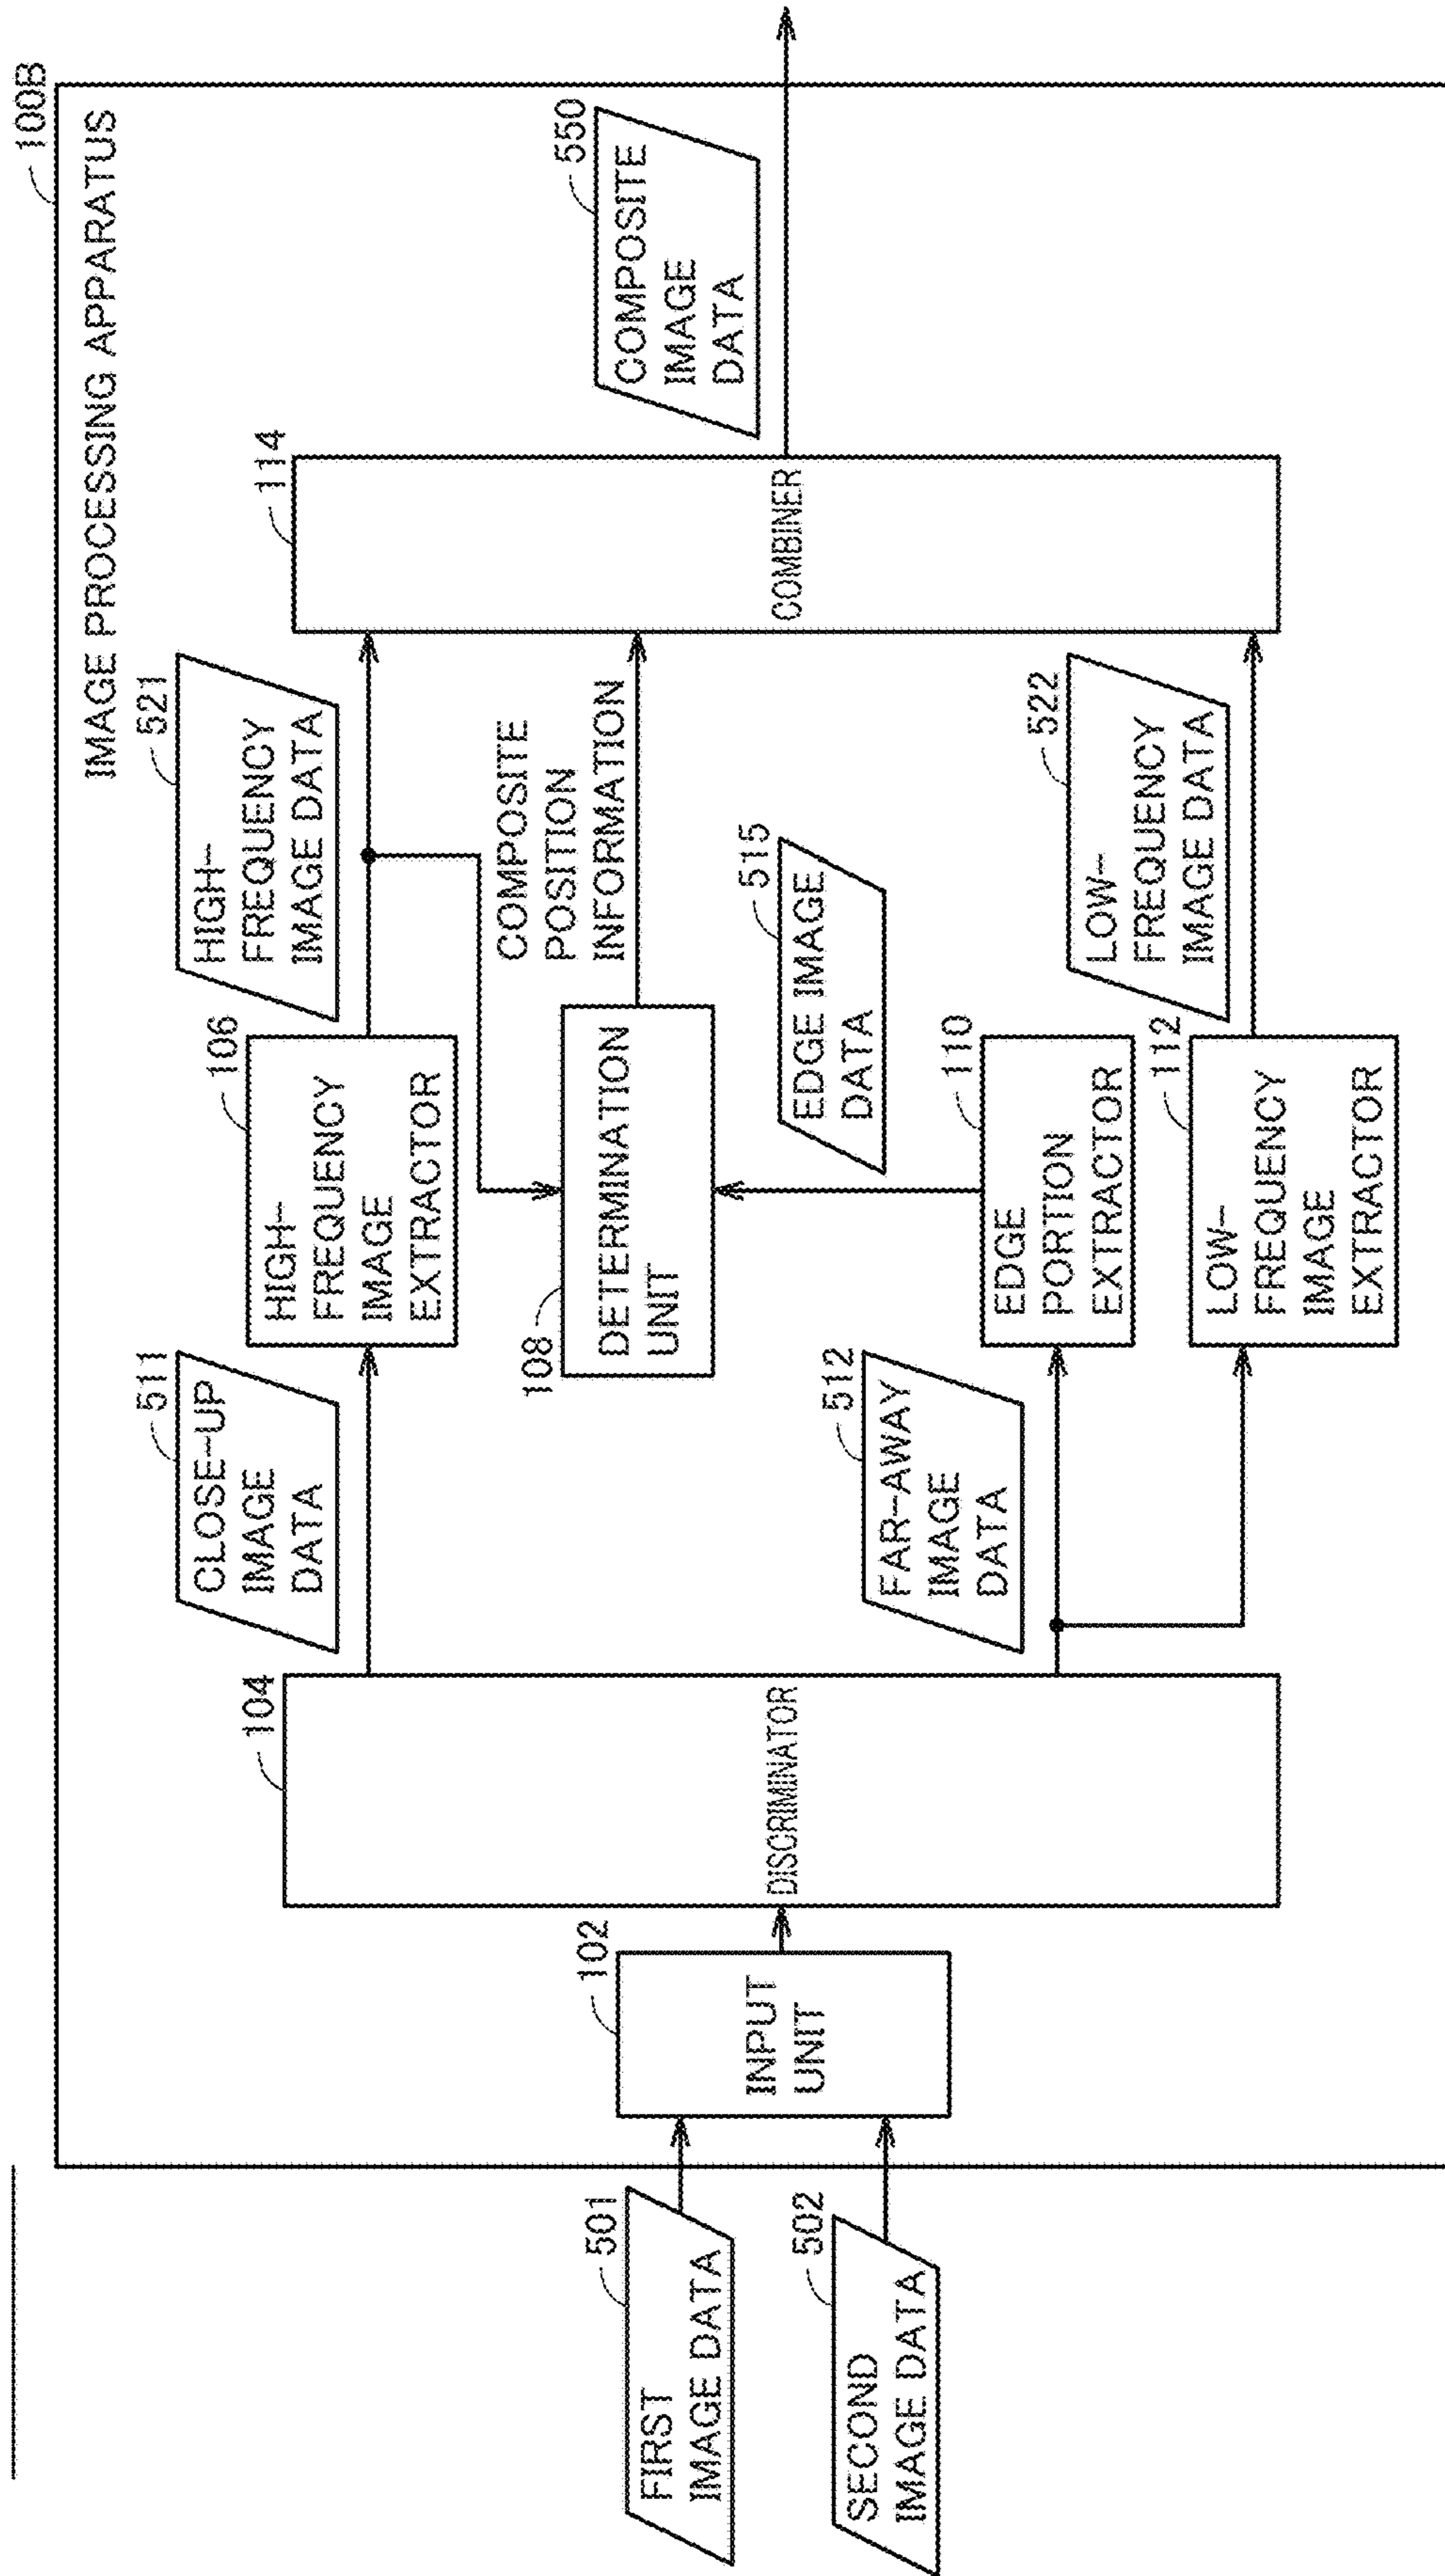 100B
IMAGE PROCESSING APPARATUS
501
FIRST
IMAGE DATA
502
SECOND
IMAGE DATA
102
INPUT
UNIT
104
DISCRIMINATOR
511
CLOSE-UP
IMAGE
DATA
512
FAR-AWAY
IMAGE
DATA
106
HIGH-
FREQUENCY
IMAGE
EXTRACTOR
108
DETERMINATION
UNIT
110
EDGE
PORTION
EXTRACTOR
112
LOW-
FREQUENCY
IMAGE
EXTRACTOR
521
HIGH-
FREQUENCY
IMAGE DATA
COMPOSITE
POSITION
INFORMATION
515
EDGE IMAGE
DATA
522
LOW-
FREQUENCY
IMAGE DATA
114
COMBINER
550
COMPOSITE
IMAGE
DATA